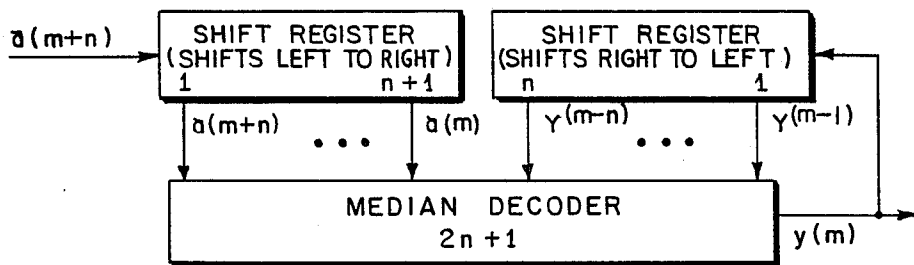 a(m+n)
SHIFT REGISTER
(SHIFTS LEFT TO RIGHT)
1 n+1
SHIFT REGISTER
(SHIFTS RIGHT TO LEFT)
n 1
a(m+n) ••• a(m) Y(m-n) ••• Y(m-1)
MEDIAN DECODER
2n+1
y(m)